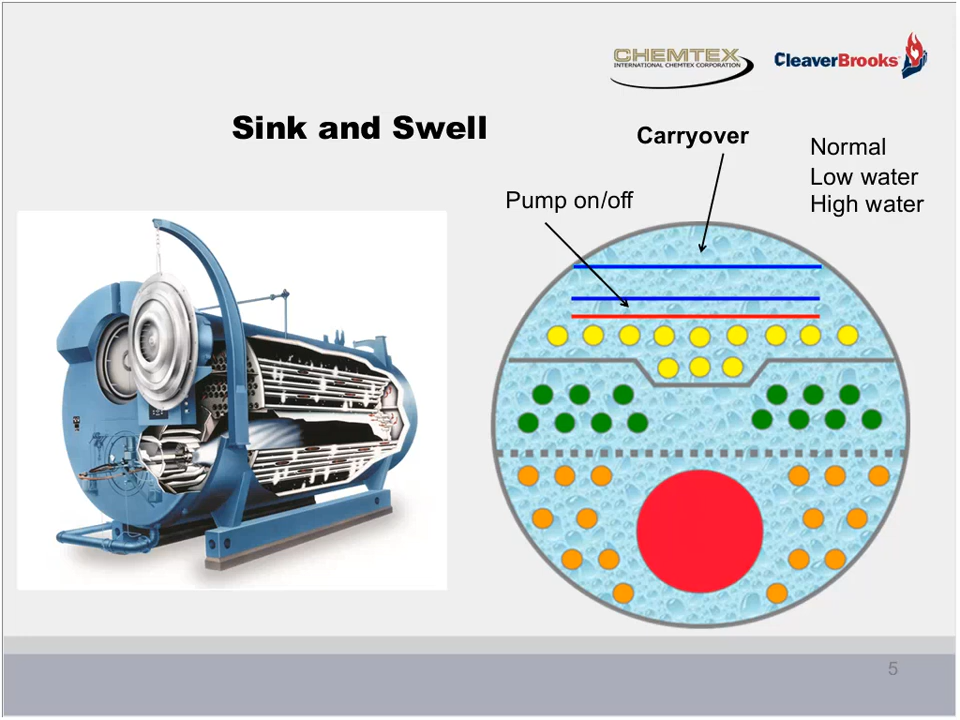 CHEMTEX
INTERNATIONAL CHEMTEX CORPORATION
CleaverBrooks
Sink and Swell
Carryover
Normal
Low water
High water
Pump on/off
5